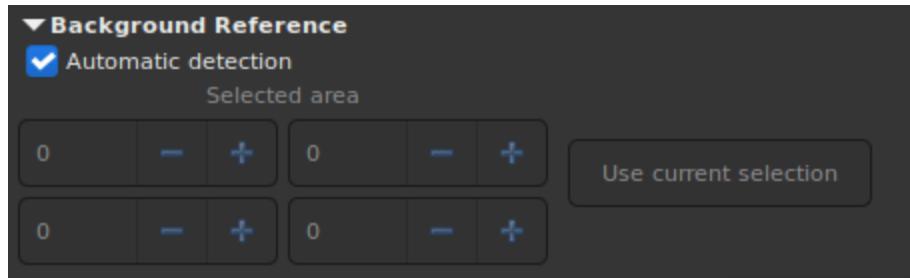 Background Reference
Automatic detection
Selected area
0 − + 0 − +
Use current selection
0 − + 0 − +